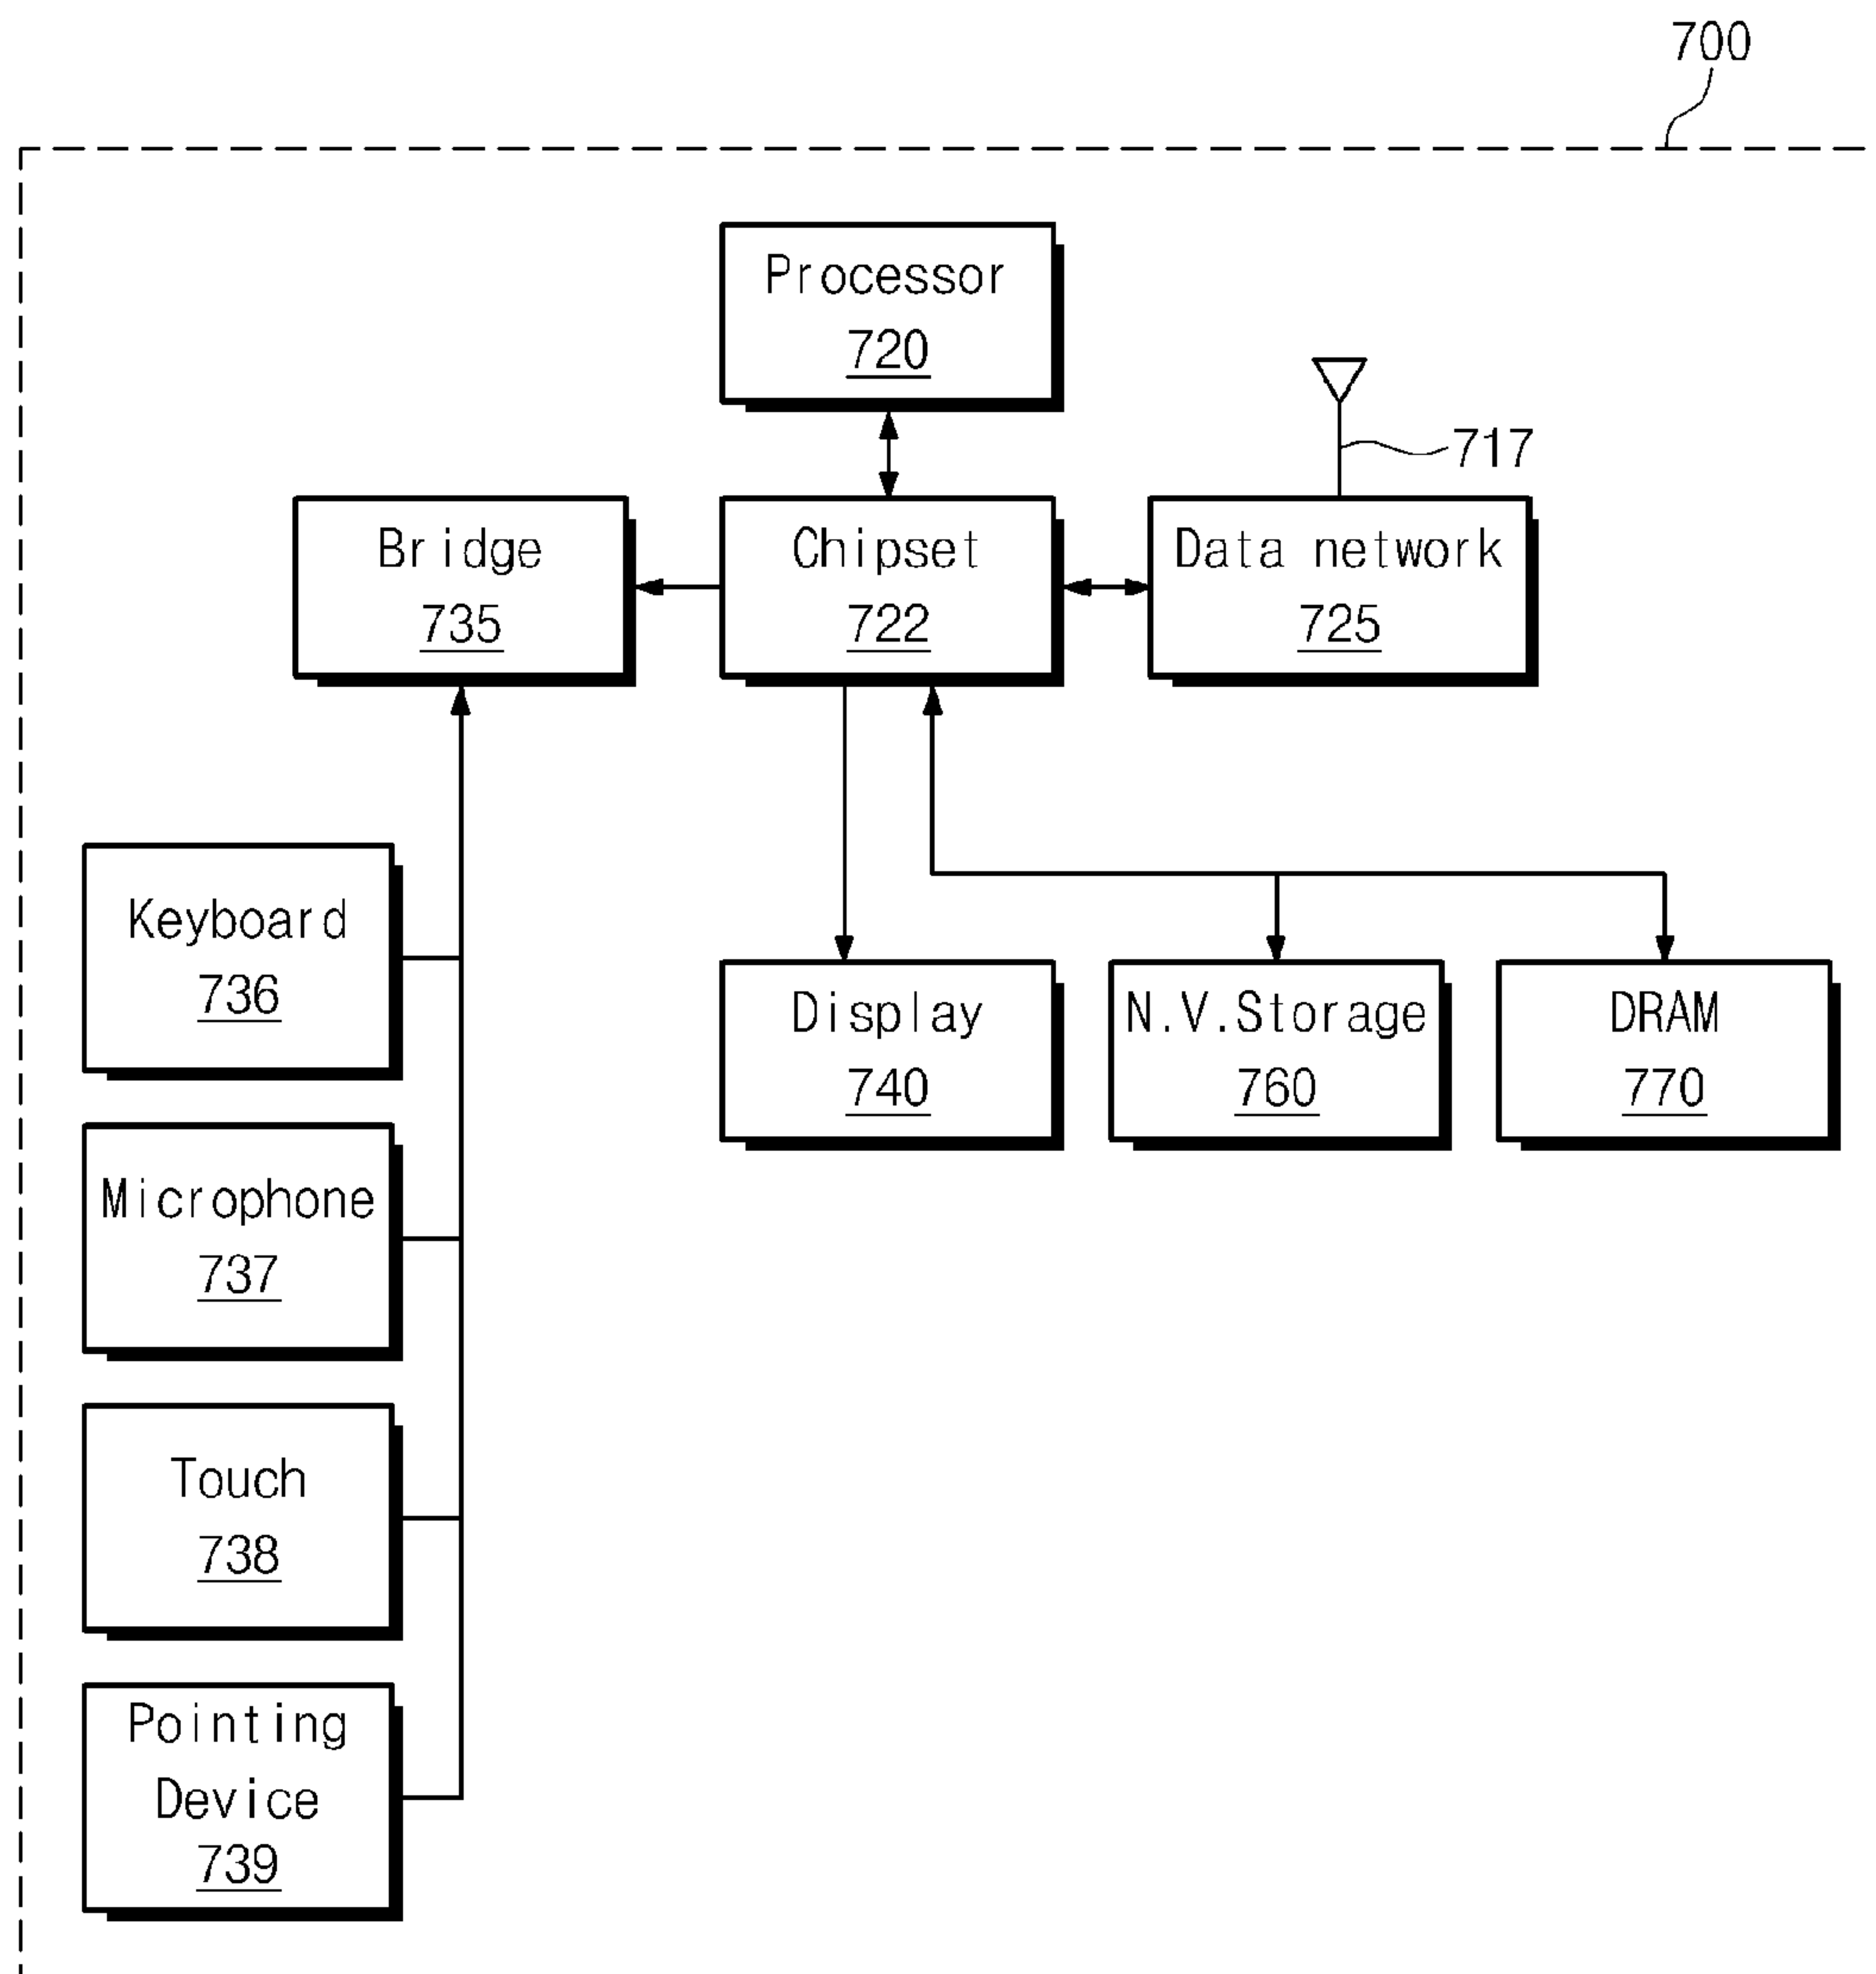 700
Processor
720
717
Bridge
735
Chipset
722
Data network
725
Keyboard
736
Display
740
N.V.Storage
760
DRAM
770
Microphone
737
Touch
738
Pointing
Device
739